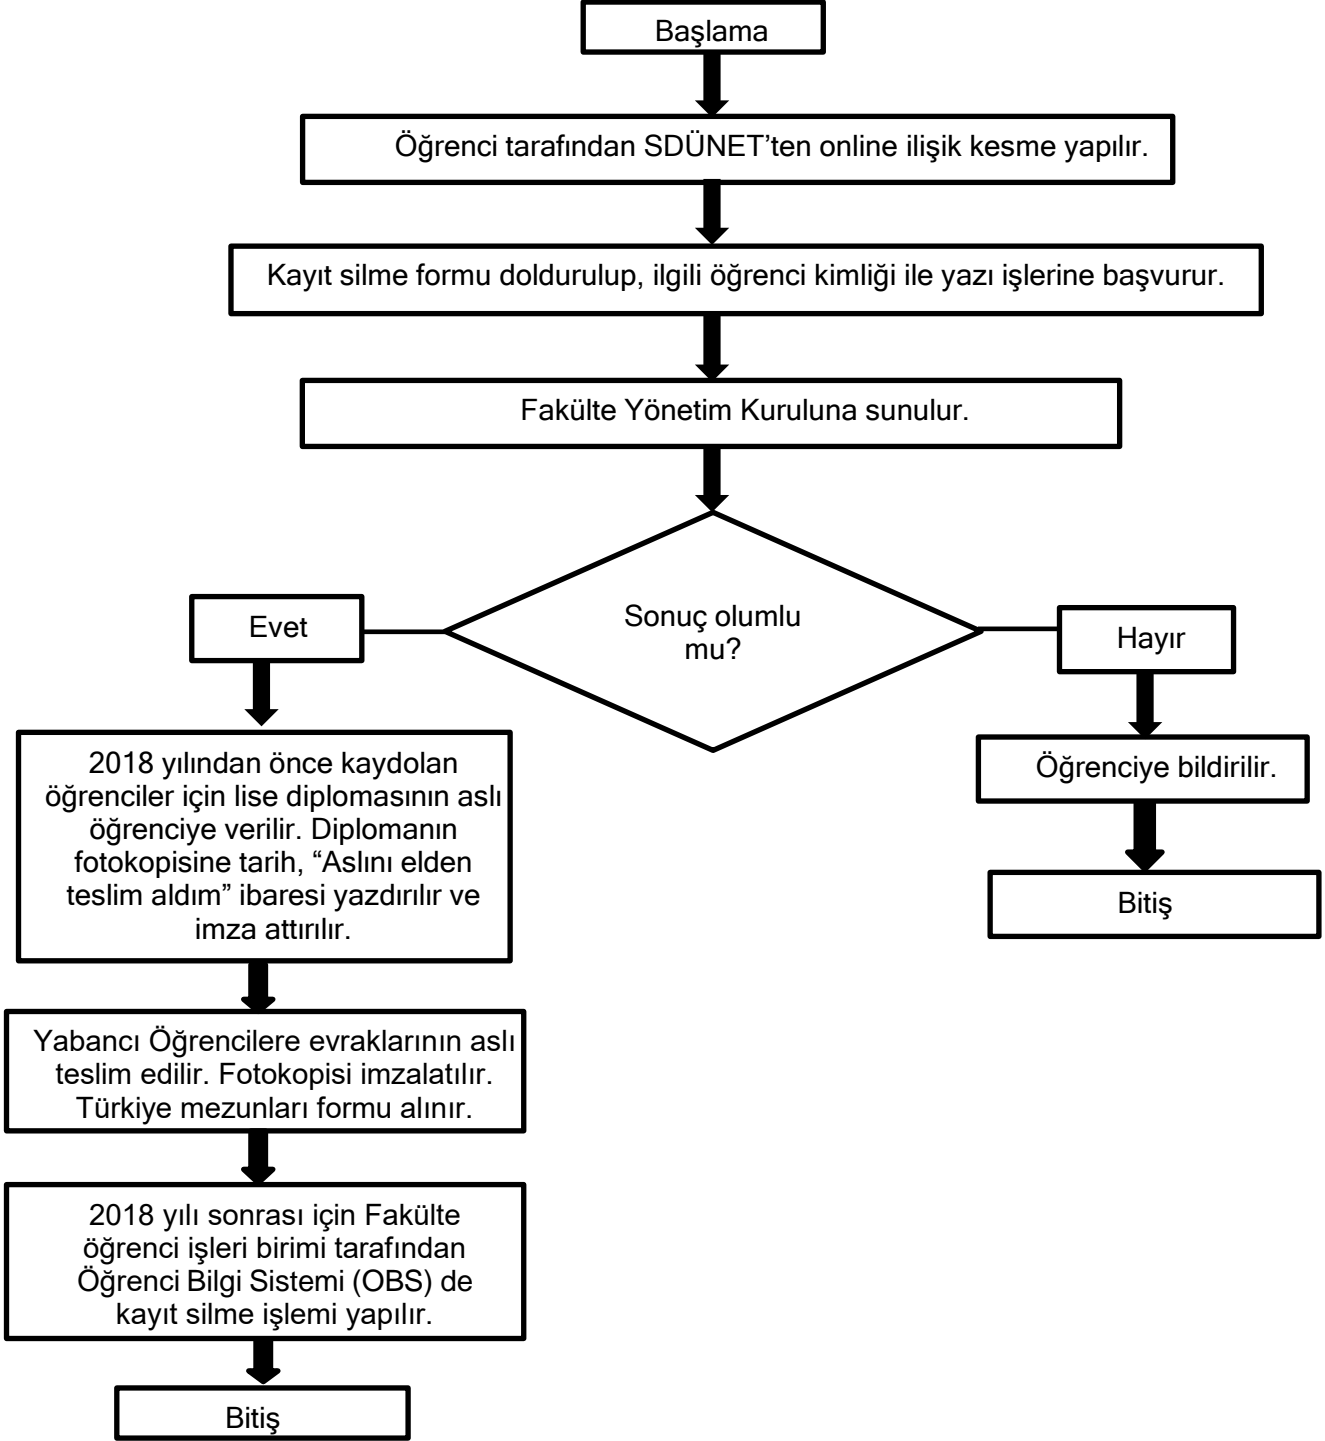 Başlama
Öğrenci tarafından SDÜNET’ten online ilişik kesme yapılır.
Kayıt silme formu doldurulup, ilgili öğrenci kimliği ile yazı işlerine başvurur.
Fakülte Yönetim Kuruluna sunulur.
Sonuç olumlu
mu?
Evet
Hayır
2018 yılından önce kaydolan
öğrenciler için lise diplomasının aslı
öğrenciye verilir. Diplomanın
fotokopisine tarih, “Aslını elden
teslim aldım” ibaresi yazdırılır ve
imza attırılır.
Öğrenciye bildirilir.
Bitiş
Yabancı Öğrencilere evraklarının aslı
teslim edilir. Fotokopisi imzalatılır.
Türkiye mezunları formu alınır.
2018 yılı sonrası için Fakülte
öğrenci işleri birimi tarafından
Öğrenci Bilgi Sistemi (OBS) de
kayıt silme işlemi yapılır.
Bitiş